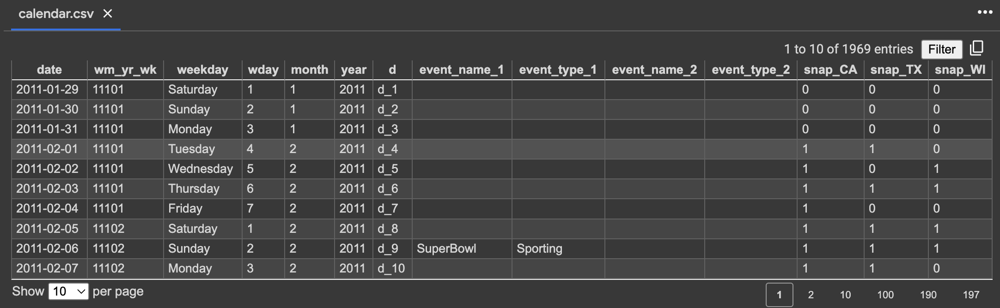 calendar.csv
1 to 10 of 1969 entries Filter
date wm_yr_wk weekday wday month year d event_name_1 event_type_1 event_name_2 event_type_2 snap_CA snap_TX snap_WI
2011-01-29 11101 Saturday 1 1 2011 d_1 0 0 0
2011-01-30 11101 Sunday 2 1 2011 d_2 0 0 0
2011-01-31 11101 Monday 3 1 2011 d_3 0 0 0
2011-02-01 11101 Tuesday 4 2 2011 d_4 1 1 0
2011-02-02 11101 Wednesday 5 2 2011 d_5 1 0 1
2011-02-03 11101 Thursday 6 2 2011 d_6 1 1 1
2011-02-04 11101 Friday 7 2 2011 d_7 1 0 0
2011-02-05 11102 Saturday 1 2 2011 d_8 1 1 1
2011-02-06 11102 Sunday 2 2 2011 d_9 SuperBowl Sporting 1 1 1
2011-02-07 11102 Monday 3 2 2011 d_10 1 1 0
Show 10 per page 1 2 10 100 190 197